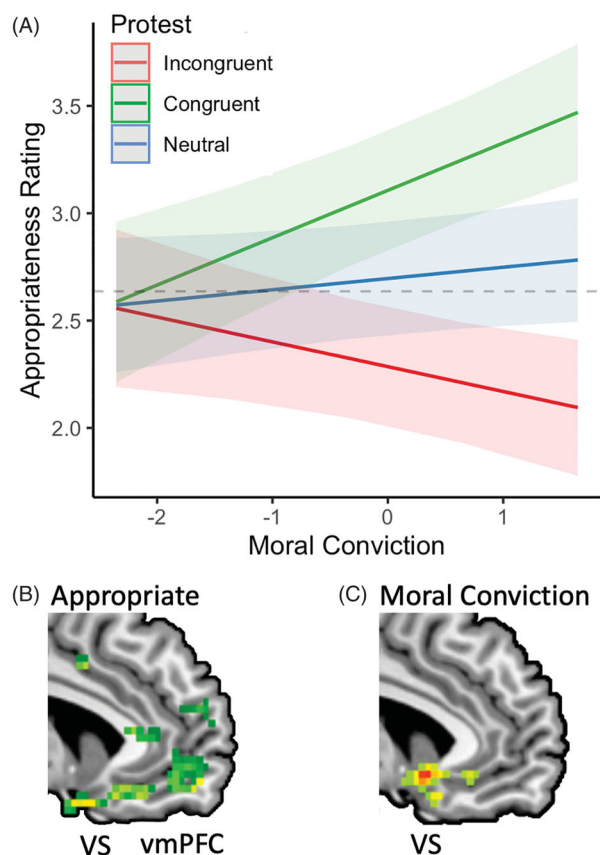 (A)
Protest
Incongruent
Congruent
Neutral
Appropriateness Rating
3.5
3.0
2.5
2.0
-2 -1 0 1
Moral Conviction
(B) Appropriate
VS vmPFC
(C) Moral Conviction
VS